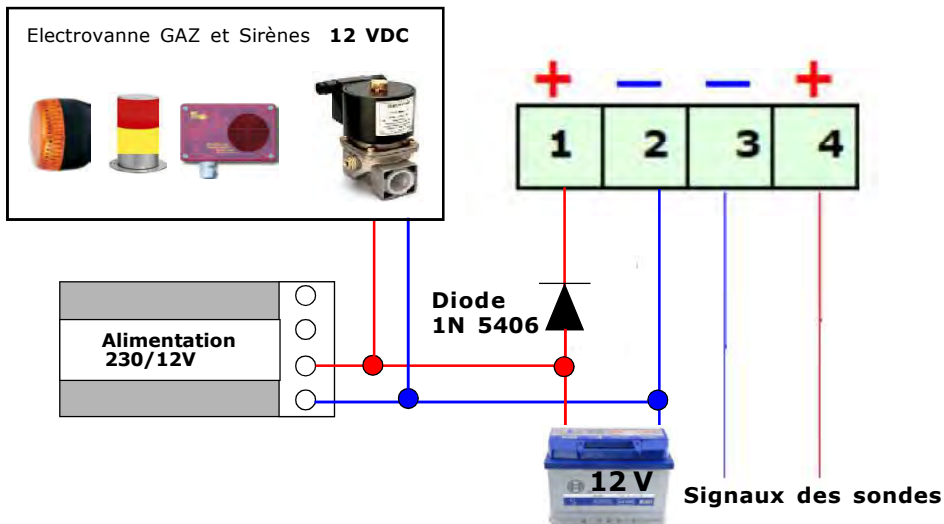 Electrovanne GAZ et Sirènes 12 VDC
+ − − +
1 2 3 4
Diode
1N 5406
Alimentation
230/12V
12 V
Signaux des sondes